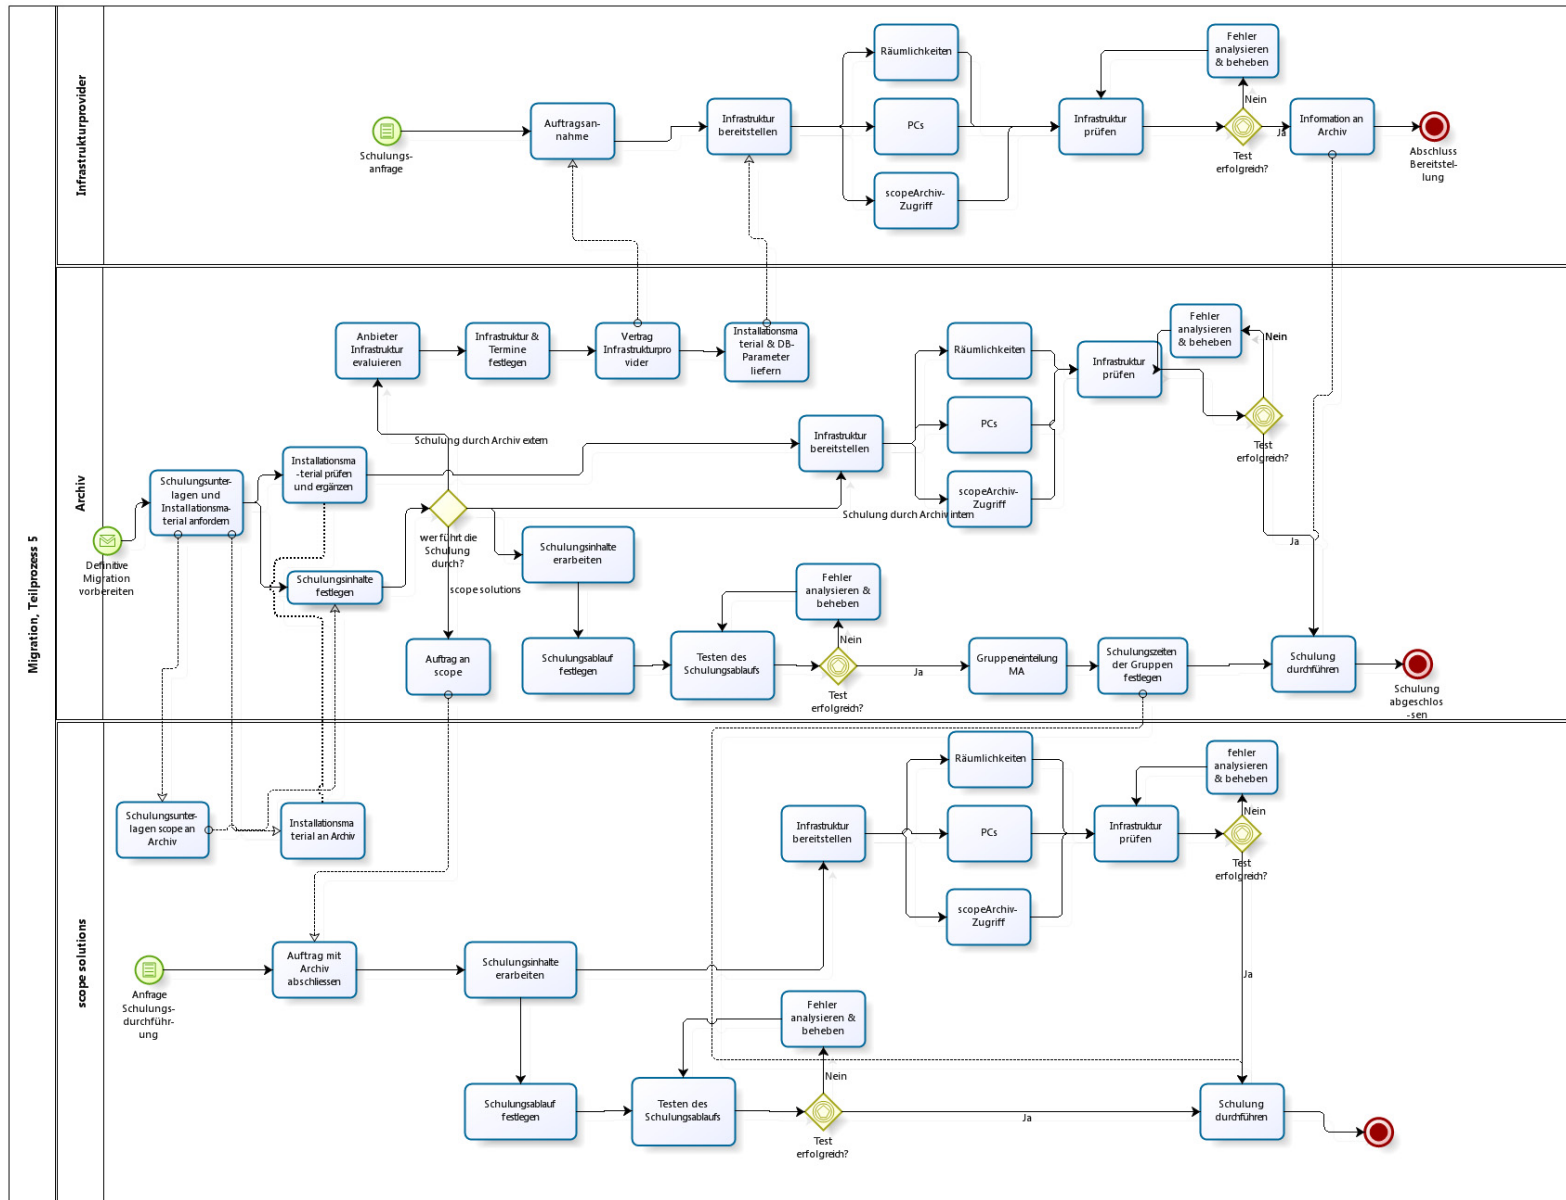 Migration, Teilprozess 5
Infrastrukturprovider
Schulungs-
anfrage
Auftragsan-
nahme
Infrastruktur
bereitstellen
Räumlichkeiten
PCs
scopeArchiv-
Zugriff
Infrastruktur
prüfen
Fehler
analysieren
& beheben
Nein
Test
erfolgreich?
Ja
Information an
Archiv
Abschluss
Bereitstel-
lung
Archiv
Definitive
Migration
vorbereiten
Schulungsunter-
lagen und
Installationsma-
terial anfordern
Installationsma
-terial prüfen
und ergänzen
Schulungsinhalte
festlegen
wer führt die
Schulung
durch?
Schulung durch Archiv extern
Anbieter
Infrastruktur
evaluieren
Infrastruktur &
Termine
festlegen
Vertrag
Infrastrukturpro
vider
Installationsma
terial & DB-
Parameter
liefern
Schulung durch Archiv intern
Infrastruktur
bereitstellen
Räumlichkeiten
PCs
scopeArchiv-
Zugriff
Infrastruktur
prüfen
Fehler
analysieren
& beheben
Nein
Test
erfolgreich?
Ja
scope solutions
Auftrag an
scope
Schulungsinhalte
erarbeiten
Schulungsablauf
festlegen
Testen des
Schulungsablaufs
Fehler
analysieren &
beheben
Nein
Test
erfolgreich?
Ja
Gruppeneinteilung
MA
Schulungszeiten
der Gruppen
festlegen
Schulung
durchführen
Schulung
abgeschlos
-sen
scope solutions
Schulungsunter-
lagen scope an
Archiv
Installationsma
terial an Archiv
Anfrage
Schulungs-
durchführ-
ung
Auftrag mit
Archiv
abschliessen
Schulungsinhalte
erarbeiten
Infrastruktur
bereitstellen
Räumlichkeiten
PCs
scopeArchiv-
Zugriff
Infrastruktur
prüfen
fehler
analysieren
& beheben
Nein
Test
erfolgreich?
Ja
Schulungsablauf
festlegen
Testen des
Schulungsablaufs
Fehler
analysieren &
beheben
Nein
Test
erfolgreich?
Ja
Schulung
durchführen